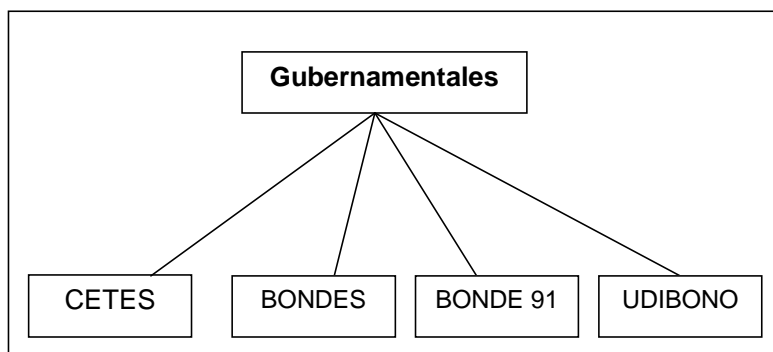 Gubernamentales
CETES
BONDES
BONDE 91
UDIBONO